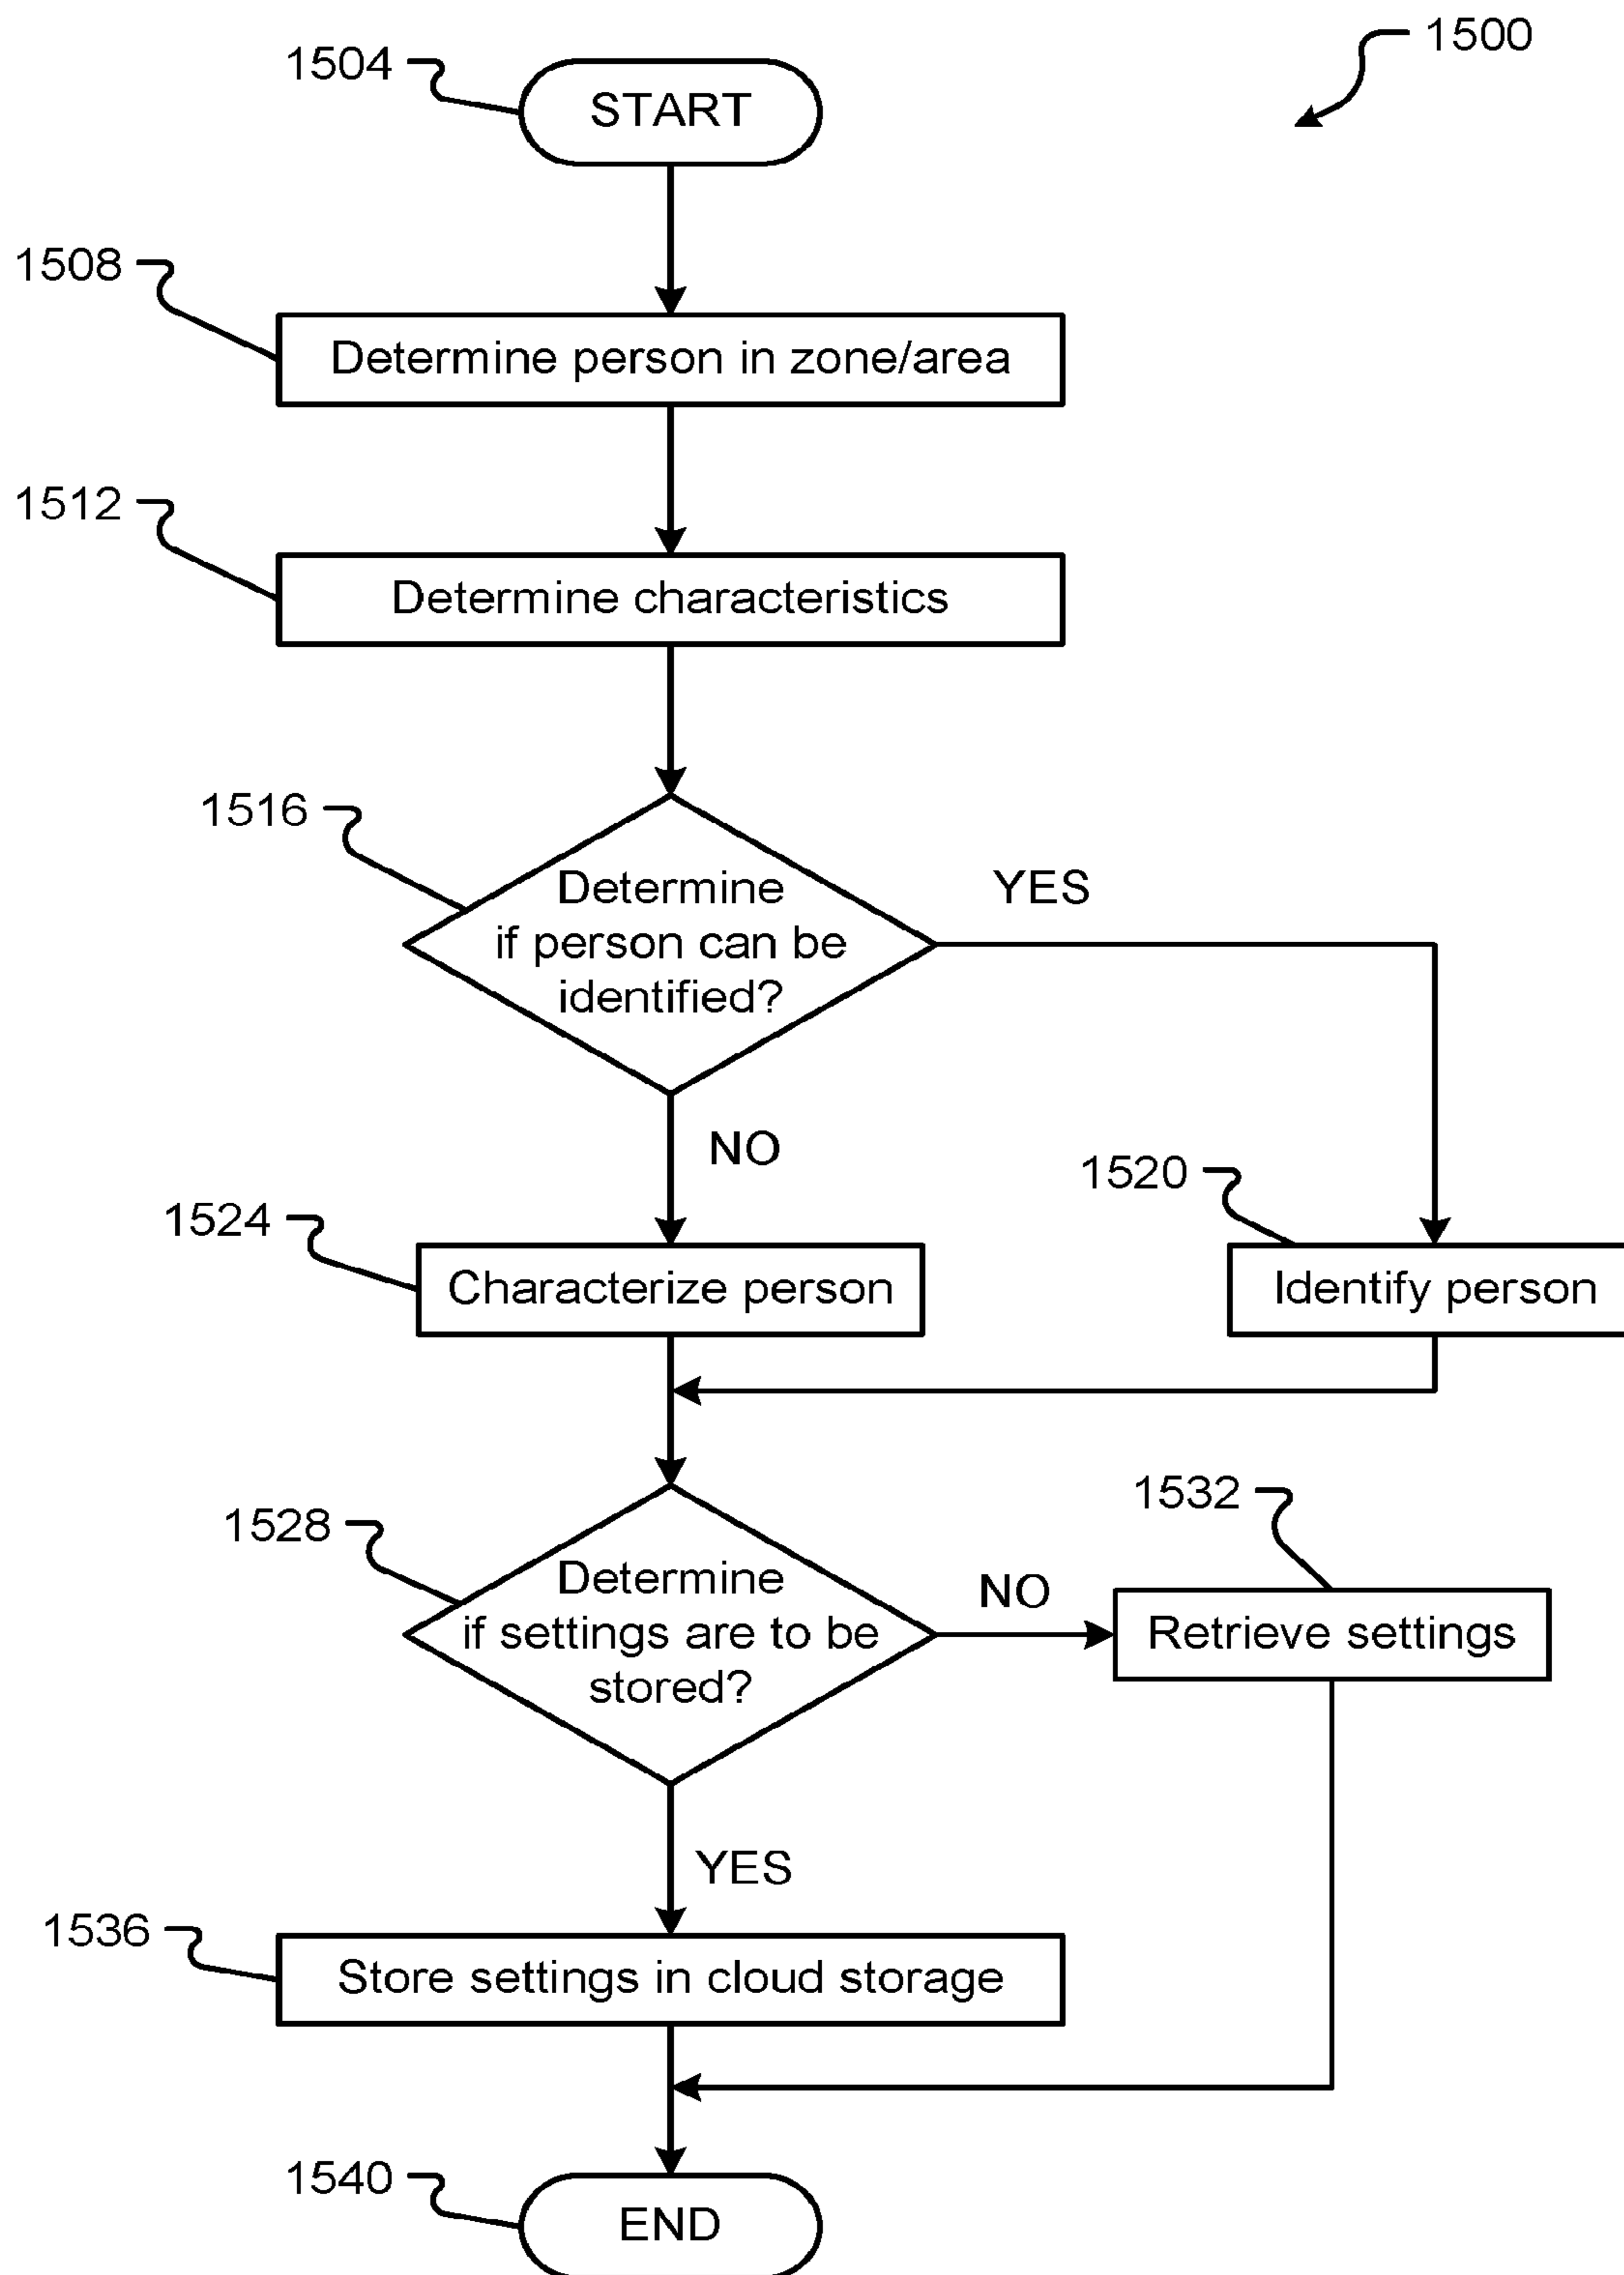 1500
1504
START
1508
Determine person in zone/area
1512
Determine characteristics
1516
Determine
if person can be
identified?
YES
NO
1520
1524
Characterize person
Identify person
1528
Determine
if settings are to be
stored?
NO
1532
Retrieve settings
YES
1536
Store settings in cloud storage
1540
END